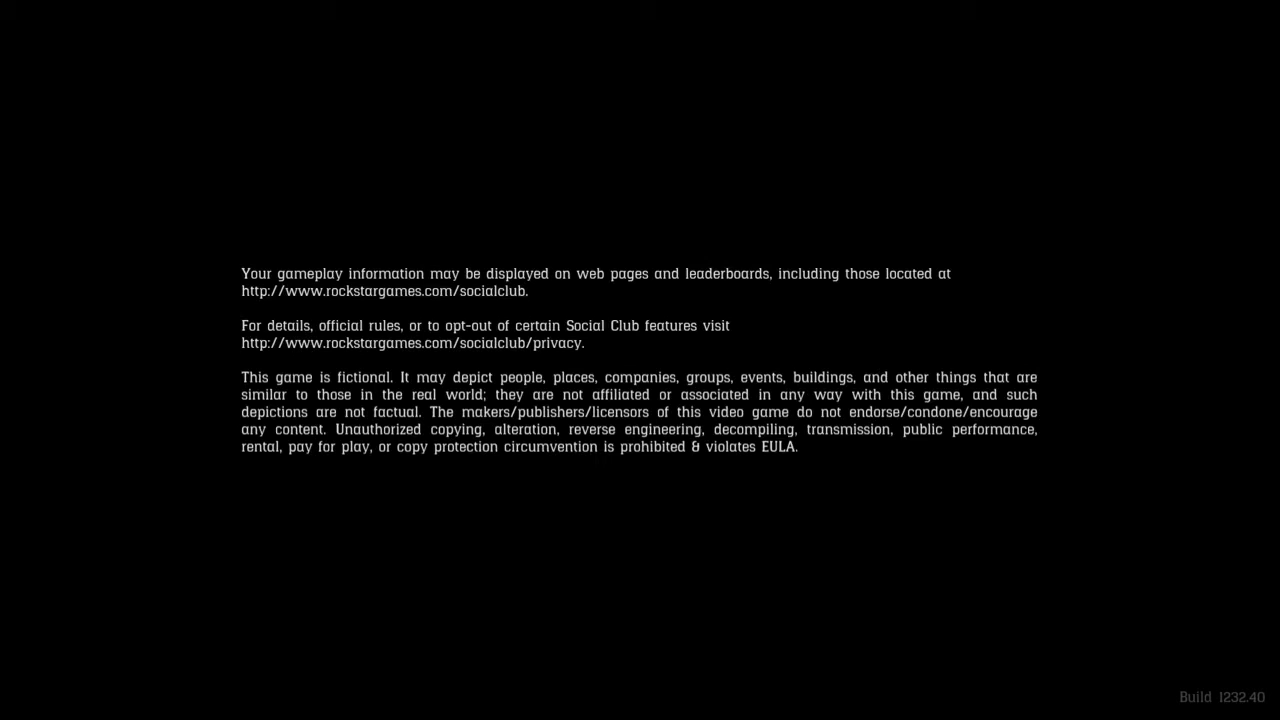 Your gameplay information may be displayed on web pages and leaderboards, including those located at
http://www.rockstargames.com/socialclub.
For details, official rules, or to opt-out of certain Social Club features visit
http://www.rockstargames.com/socialclub/privacy.
This game is fictional. It may depict people, places, companies, groups, events, buildings, and other things that are
similar to those in the real world; they are not affiliated or associated in any way with this game, and such
depictions are not factual. The makers/publishers/licensors of this video game do not endorse/condone/encourage
any content. Unauthorized copying, alteration, reverse engineering, decompiling, transmission, public performance,
rental, pay for play, or copy protection circumvention is prohibited & violates EULA.
Build 1232.40